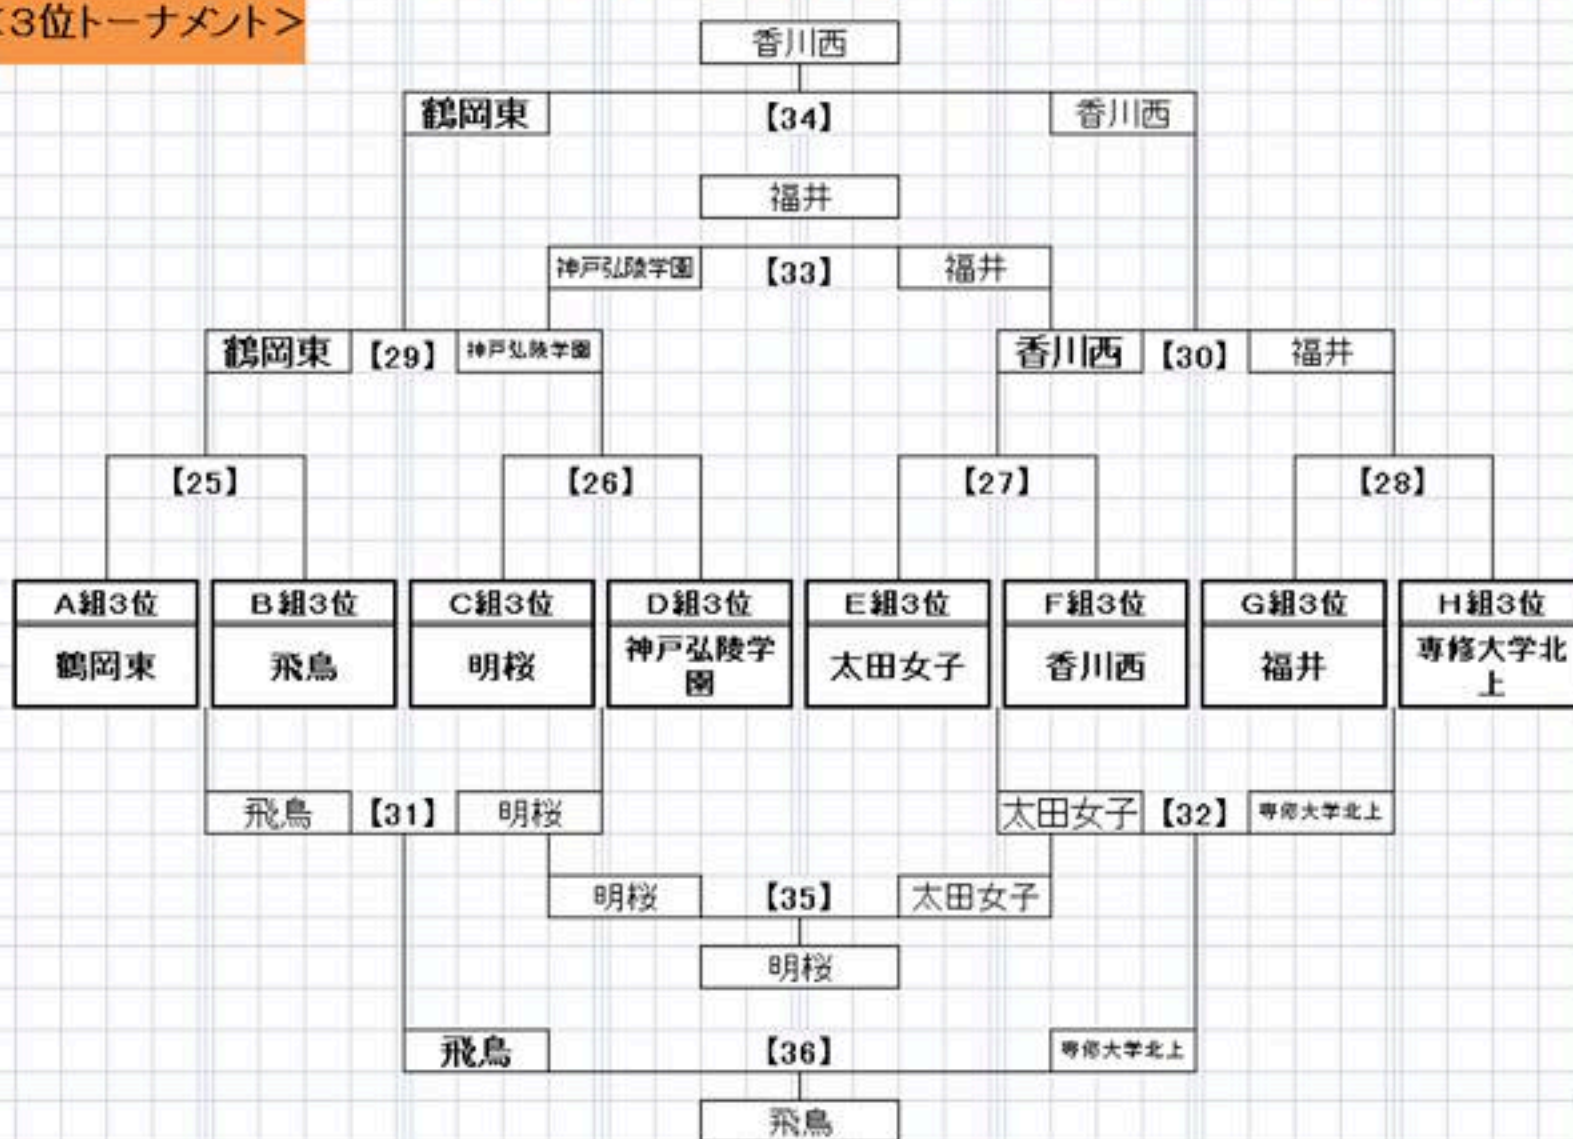 <3位トーナメント>
香川西
鶴岡東 【34】 香川西
福井
神戸弘陵学園 【33】 福井
鶴岡東 【29】 神戸弘陵学園 香川西 【30】 福井
【25】 【26】 【27】 【28】
A組3位 B組3位 C組3位 D組3位 E組3位 F組3位 G組3位 H組3位
鶴岡東 飛鳥 明桜 神戸弘陵学 太田女子 香川西 福井 専修大学北
園 上
飛鳥 【31】 明桜 太田女子 【32】 専修大学北上
明桜 【35】 太田女子
明桜
飛鳥 【36】 専修大学北上
飛鳥